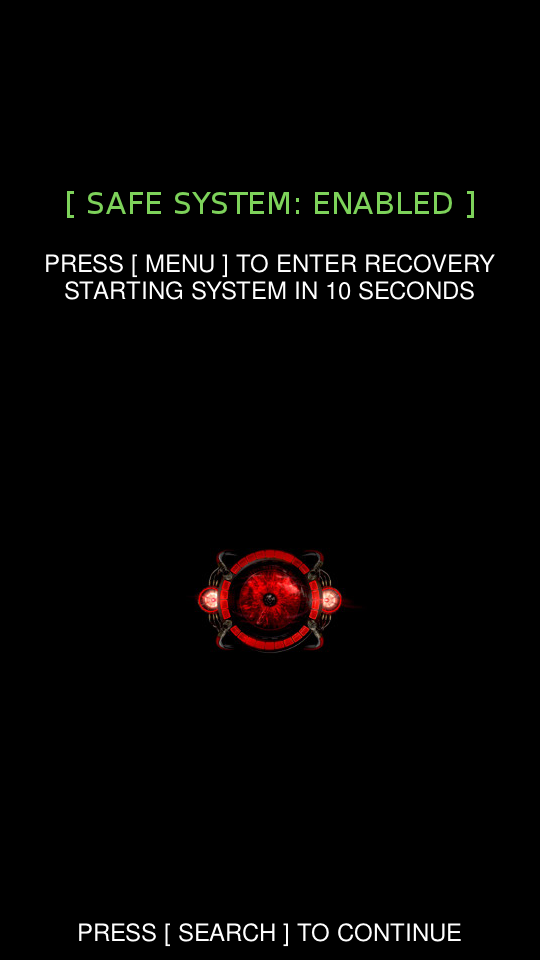 [ SAFE SYSTEM: ENABLED ]
PRESS [ MENU ] TO ENTER RECOVERY
STARTING SYSTEM IN 10 SECONDS
PRESS [ SEARCH ] TO CONTINUE